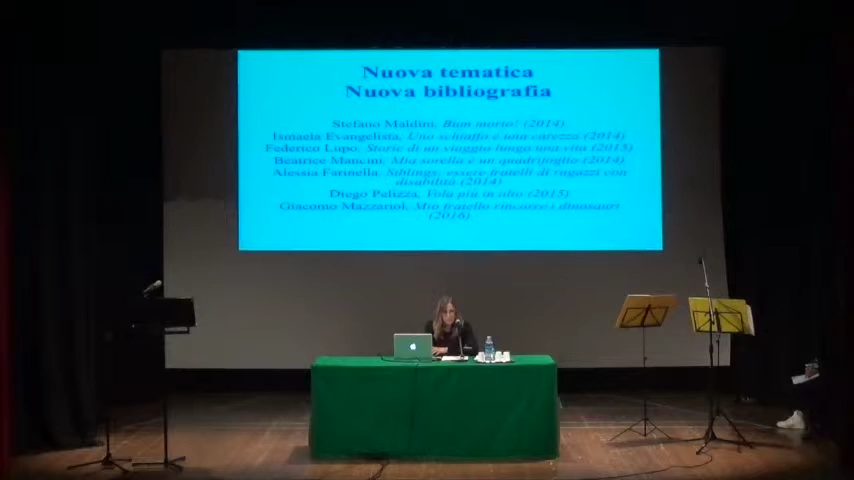 Nuova tematica
Nuova bibliografia
Stefano Maldini, Bum morto! (2014)
Ismaela Evangelista, Uno schiaffo e una carezza (2014)
Federico Lupo, Storie di un viaggio lungo una vita (2015)
Beatrice Mancini, Mia sorella è un quadrifoglio (2014)
Alessia Farinella, Siblings: essere fratelli di ragazzi con
disabilità (2014)
Diego Pelizza, Vola più in alto (2015)
Giacomo Mazzariol, Mio fratello rincorre i dinosauri
(2016)